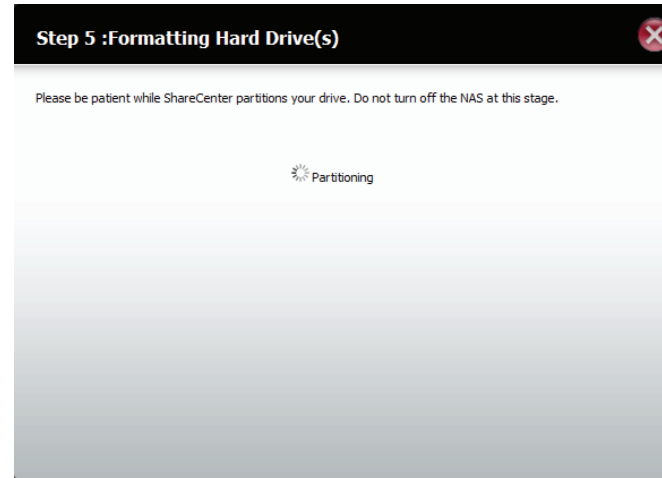 Step 5 :Formatting Hard Drive(s)
Please be patient while ShareCenter partitions your drive. Do not turn off the NAS at this stage.
Partitioning